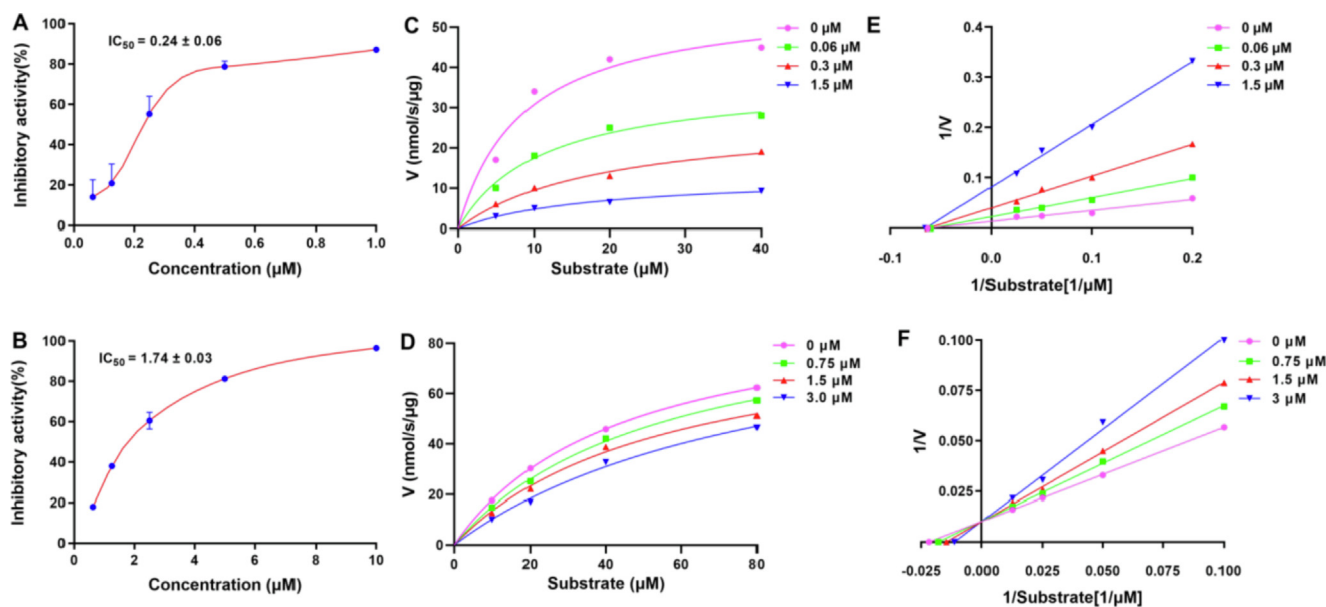 A
IC50 = 0.24 ± 0.06
Inhibitory activity(%)
100
80
60
40
20
0
0.0 0.2 0.4 0.6 0.8 1.0
Concentration (μM)
C
0 μM
0.06 μM
0.3 μM
1.5 μM
V (nmol/s/μg)
50
40
30
20
10
0
0 10 20 30 40
Substrate (μM)
E
0 μM
0.06 μM
0.3 μM
1.5 μM
1/V
0.4
0.3
0.2
0.1
-0.1 0.0 0.1 0.2
1/Substrate[1/μM]
B
IC50 = 1.74 ± 0.03
Inhibitory activity(%)
100
80
60
40
20
0
0 2 4 6 8 10
Concentration (μM)
D
0 μM
0.75 μM
1.5 μM
3.0 μM
V (nmol/s/μg)
80
60
40
20
0
0 20 40 60 80
Substrate (μM)
F
0 μM
0.75 μM
1.5 μM
3 μM
1/V
0.100
0.075
0.050
0.025
-0.025 0.000 0.025 0.050 0.075 0.100
1/Substrate[1/μM]